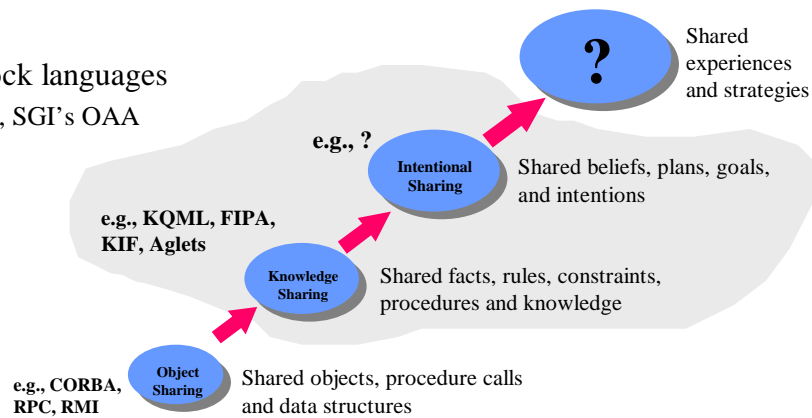 ?
Shared
experiences
and strategies
languages
, SGI's OAA
e.g., ?
Intentional
Sharing
Shared beliefs, plans, goals,
and intentions
e.g., KQML, FIPA,
KIF, Aglets
Knowledge
Sharing
Shared facts, rules, constraints,
procedures and knowledge
Object
Sharing
e.g., CORBA,
RPC, RMI
Shared objects, procedure calls
and data structures